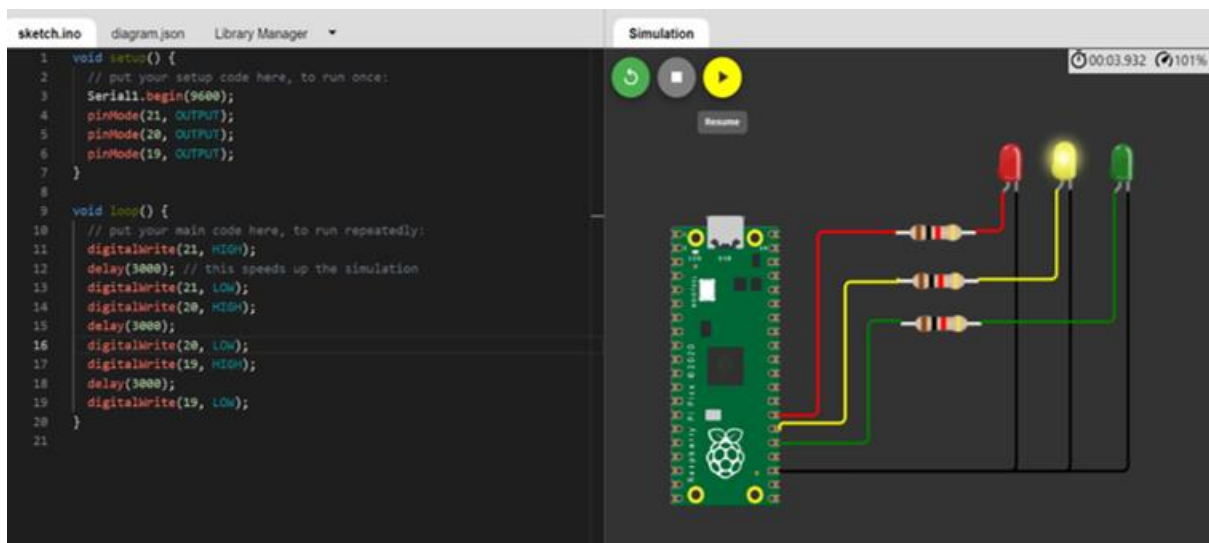 sketch.ino diagram.json Library Manager
1 void setup() {
2 // put your setup code here, to run once:
3 Serial1.begin(9600);
4 pinMode(21, OUTPUT);
5 pinMode(20, OUTPUT);
6 pinMode(19, OUTPUT);
7 }
8
9 void loop() {
10 // put your main code here, to run repeatedly:
11 digitalWrite(21, HIGH);
12 delay(3000); // this speeds up the simulation
13 digitalWrite(21, LOW);
14 digitalWrite(20, HIGH);
15 delay(3000);
16 digitalWrite(20, LOW);
17 digitalWrite(19, HIGH);
18 delay(3000);
19 digitalWrite(19, LOW);
20 }
21
Simulation
00:03.932 101%
Resume
LED USB
Raspberry Pi Pico ©2020